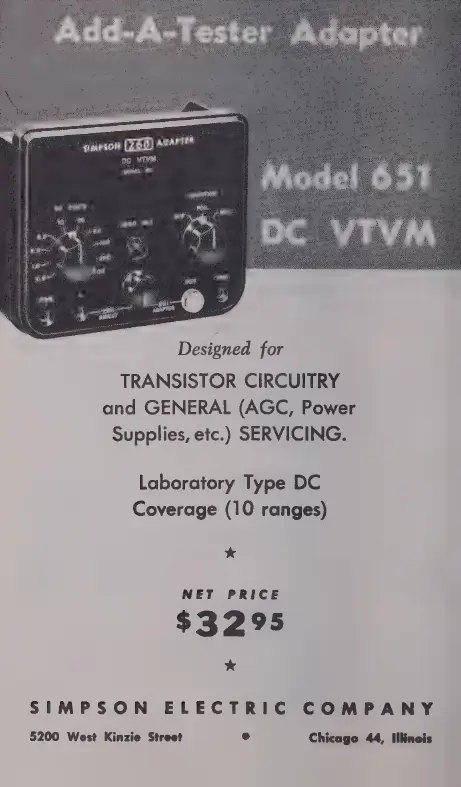 Add-A-Tester Adapter
SIMPSON 260 ADAPTER
DC VTVM
Model 651
DC VTVM
Designed for
TRANSISTOR CIRCUITRY
and GENERAL (AGC, Power
Supplies, etc.) SERVICING.
Laboratory Type DC
Coverage (10 ranges)
★
NET PRICE
$32 95
★
SIMPSON ELECTRIC COMPANY
5200 West Kinzie Street • Chicago 44, Illinois